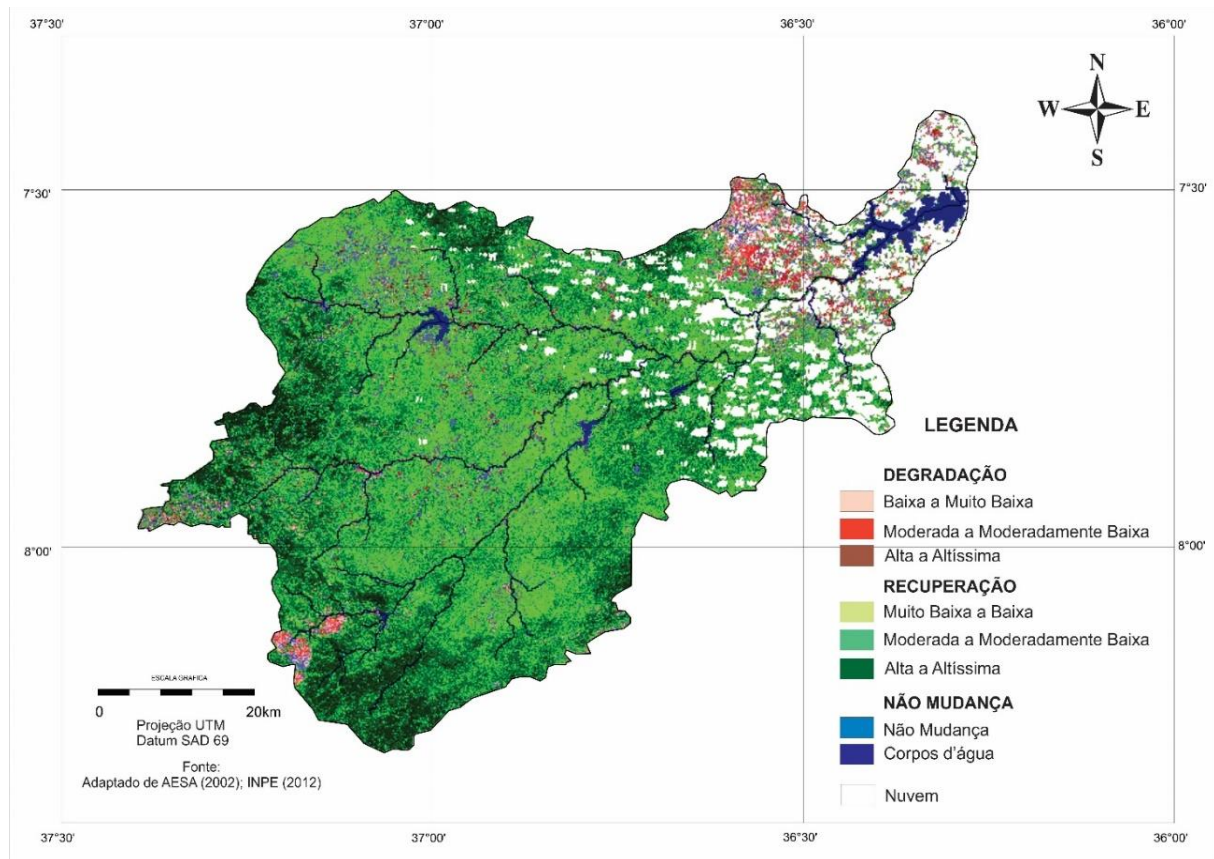 37°30'
37°00'
36°30'
36°00'
N
W
E
S
7°30'
7°30'
LEGENDA
DEGRADAÇÃO
Baixa a Muito Baixa
Moderada a Moderadamente Baixa
8°00'
8°00'
Alta a Altíssima
RECUPERAÇÃO
Muito Baixa a Baixa
Moderada a Moderadamente Baixa
Alta a Altíssima
ESCALA GRÁFICA
0
20km
NÃO MUDANÇA
Projeção UTM
Não Mudança
Datum SAD 69
Corpos d'água
Fonte:
Adaptado de AESA (2002); INPE (2012)
Nuvem
37°30'
37°00'
36°30'
36°00'